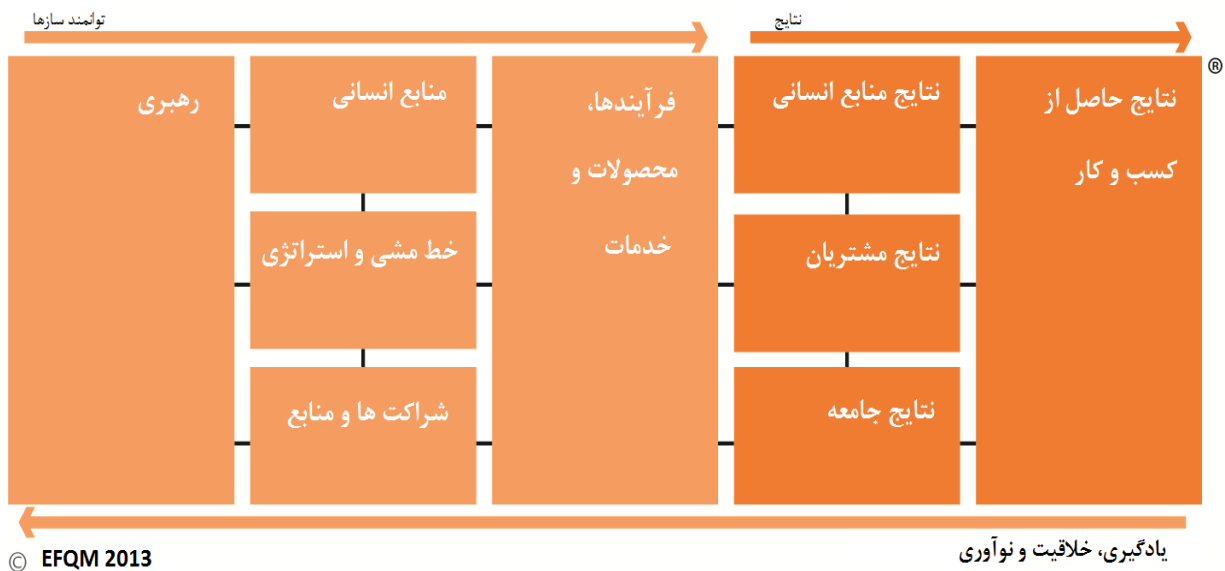 توانمند سازها
نتایج
رهبری
منابع انسانی
خط مشی و استراتژی
شراکت ها و منابع
فرآیندها،
محصولات و
خدمات
نتایج منابع انسانی
نتایج مشتریان
نتایج جامعه
نتایج حاصل از
کسب و کار
®
یادگیری، خلاقیت و نوآوری
© EFQM 2013